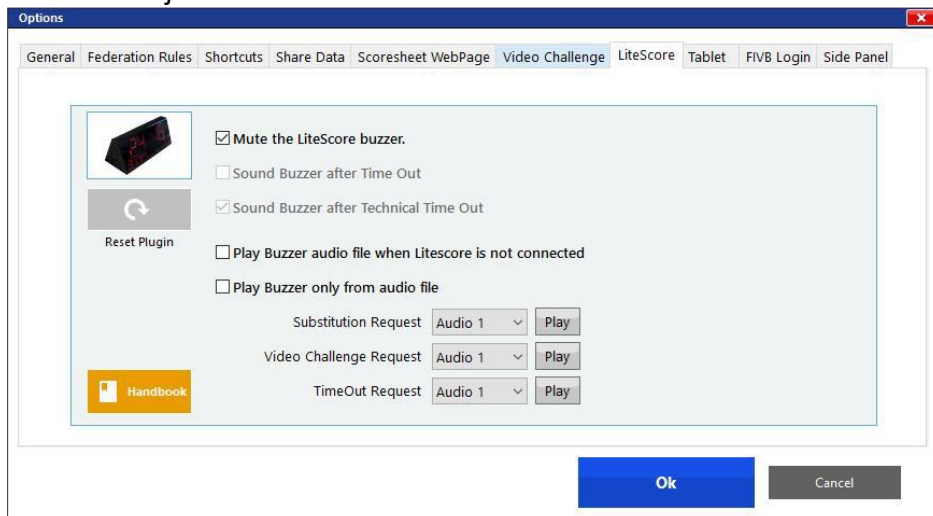 Options
General Federation Rules Shortcuts Share Data Scoresheet WebPage Video Challenge LiteScore Tablet FIVB Login Side Panel
Mute the LiteScore buzzer.
Sound Buzzer after Time Out
Sound Buzzer after Technical Time Out
Reset Plugin
Play Buzzer audio file when Litescore is not connected
Play Buzzer only from audio file
Substitution Request Audio 1 Play
Video Challenge Request Audio 1 Play
Handbook
TimeOut Request Audio 1 Play
Ok Cancel